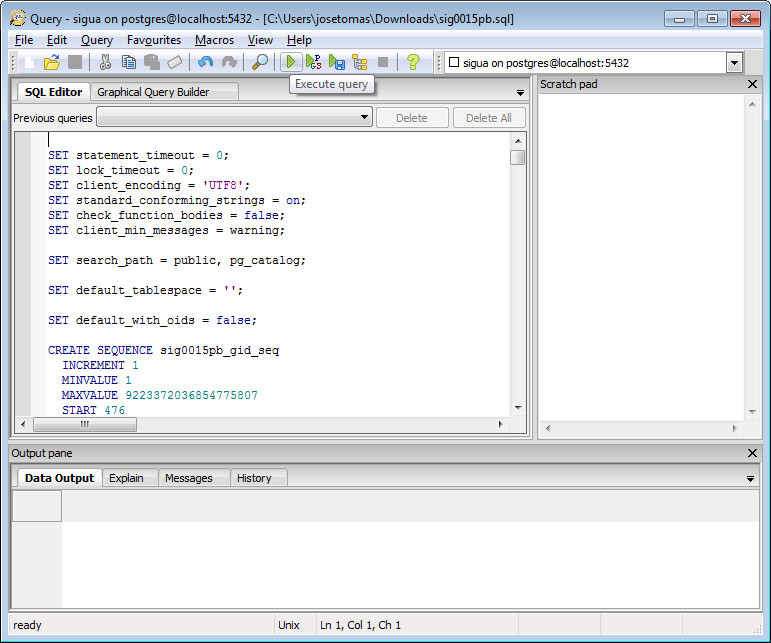 Query - sigua on postgres@localhost:5432 - [C:\Users\josetomas\Downloads\sig0015pb.sql]
File Edit Query Favourites Macros View Help
sigua on postgres@localhost:5432
Execute query
SQL Editor Graphical Query Builder
Scratch pad
Previous queries Delete Delete All
SET statement_timeout = 0;
SET lock_timeout = 0;
SET client_encoding = 'UTF8';
SET standard_conforming_strings = on;
SET check_function_bodies = false;
SET client_min_messages = warning;
SET search_path = public, pg_catalog;
SET default_tablespace = '';
SET default_with_oids = false;
CREATE SEQUENCE sig0015pb_gid_seq
INCREMENT 1
MINVALUE 1
MAXVALUE 9223372036854775807
START 476
Output pane
Data Output Explain Messages History
ready Unix Ln 1, Col 1, Ch 1